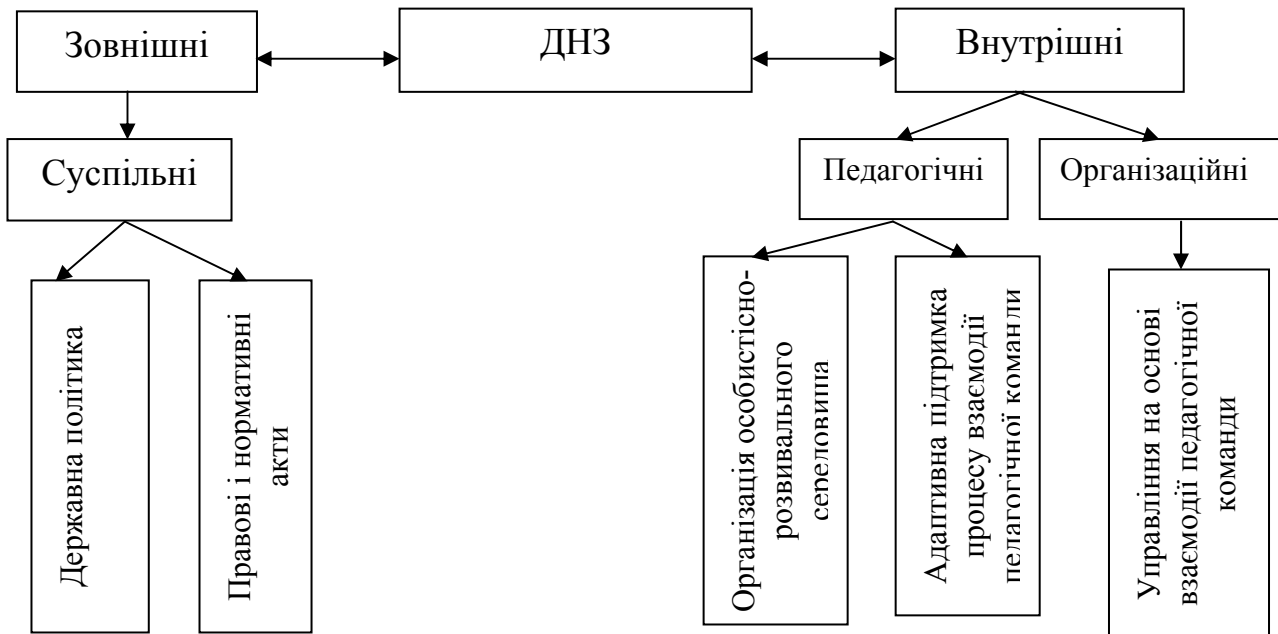 Зовнішні
ДНЗ
Внутрішні
Суспільні
Педагогічні
Організаційні
Державна політика
Правові і нормативні
акти
Організація особистісно-
розвивального
середовища
Адаптивна підтримка
процесу взаємодії
педагогічної команди
Управління на основі
взаємодії педагогічної
команди